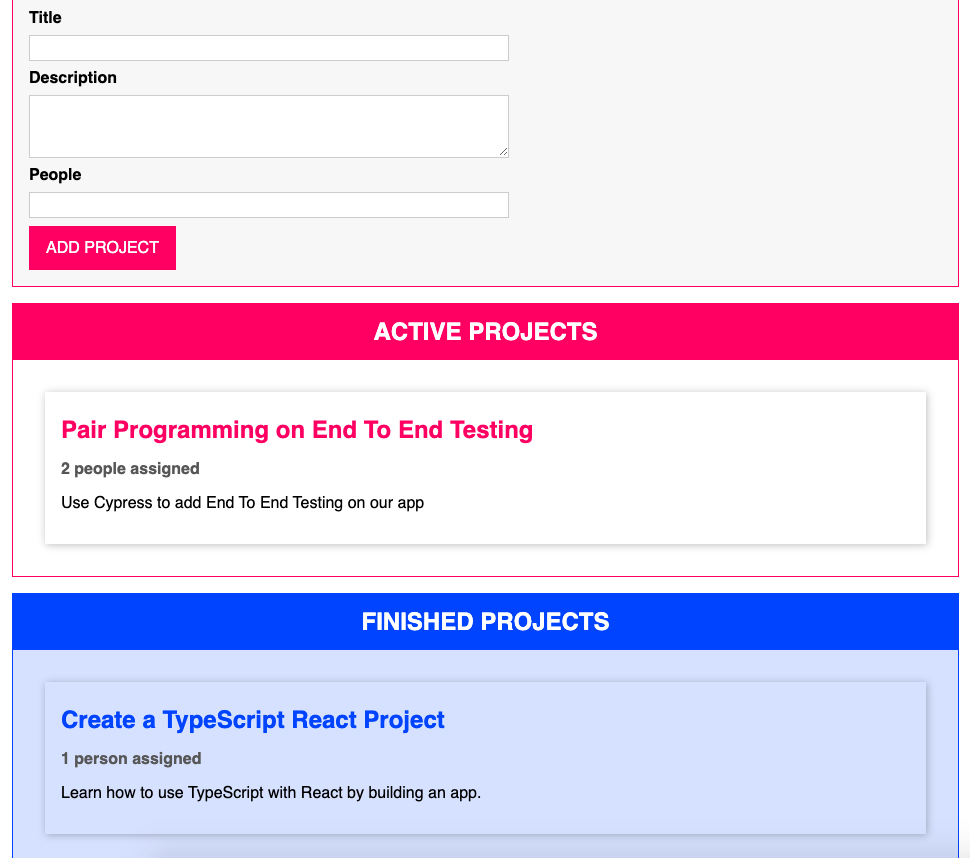 Title
Description
People
ADD PROJECT
ACTIVE PROJECTS
Pair Programming on End To End Testing
2 people assigned
Use Cypress to add End To End Testing on our app
FINISHED PROJECTS
Create a TypeScript React Project
1 person assigned
Learn how to use TypeScript with React by building an app.